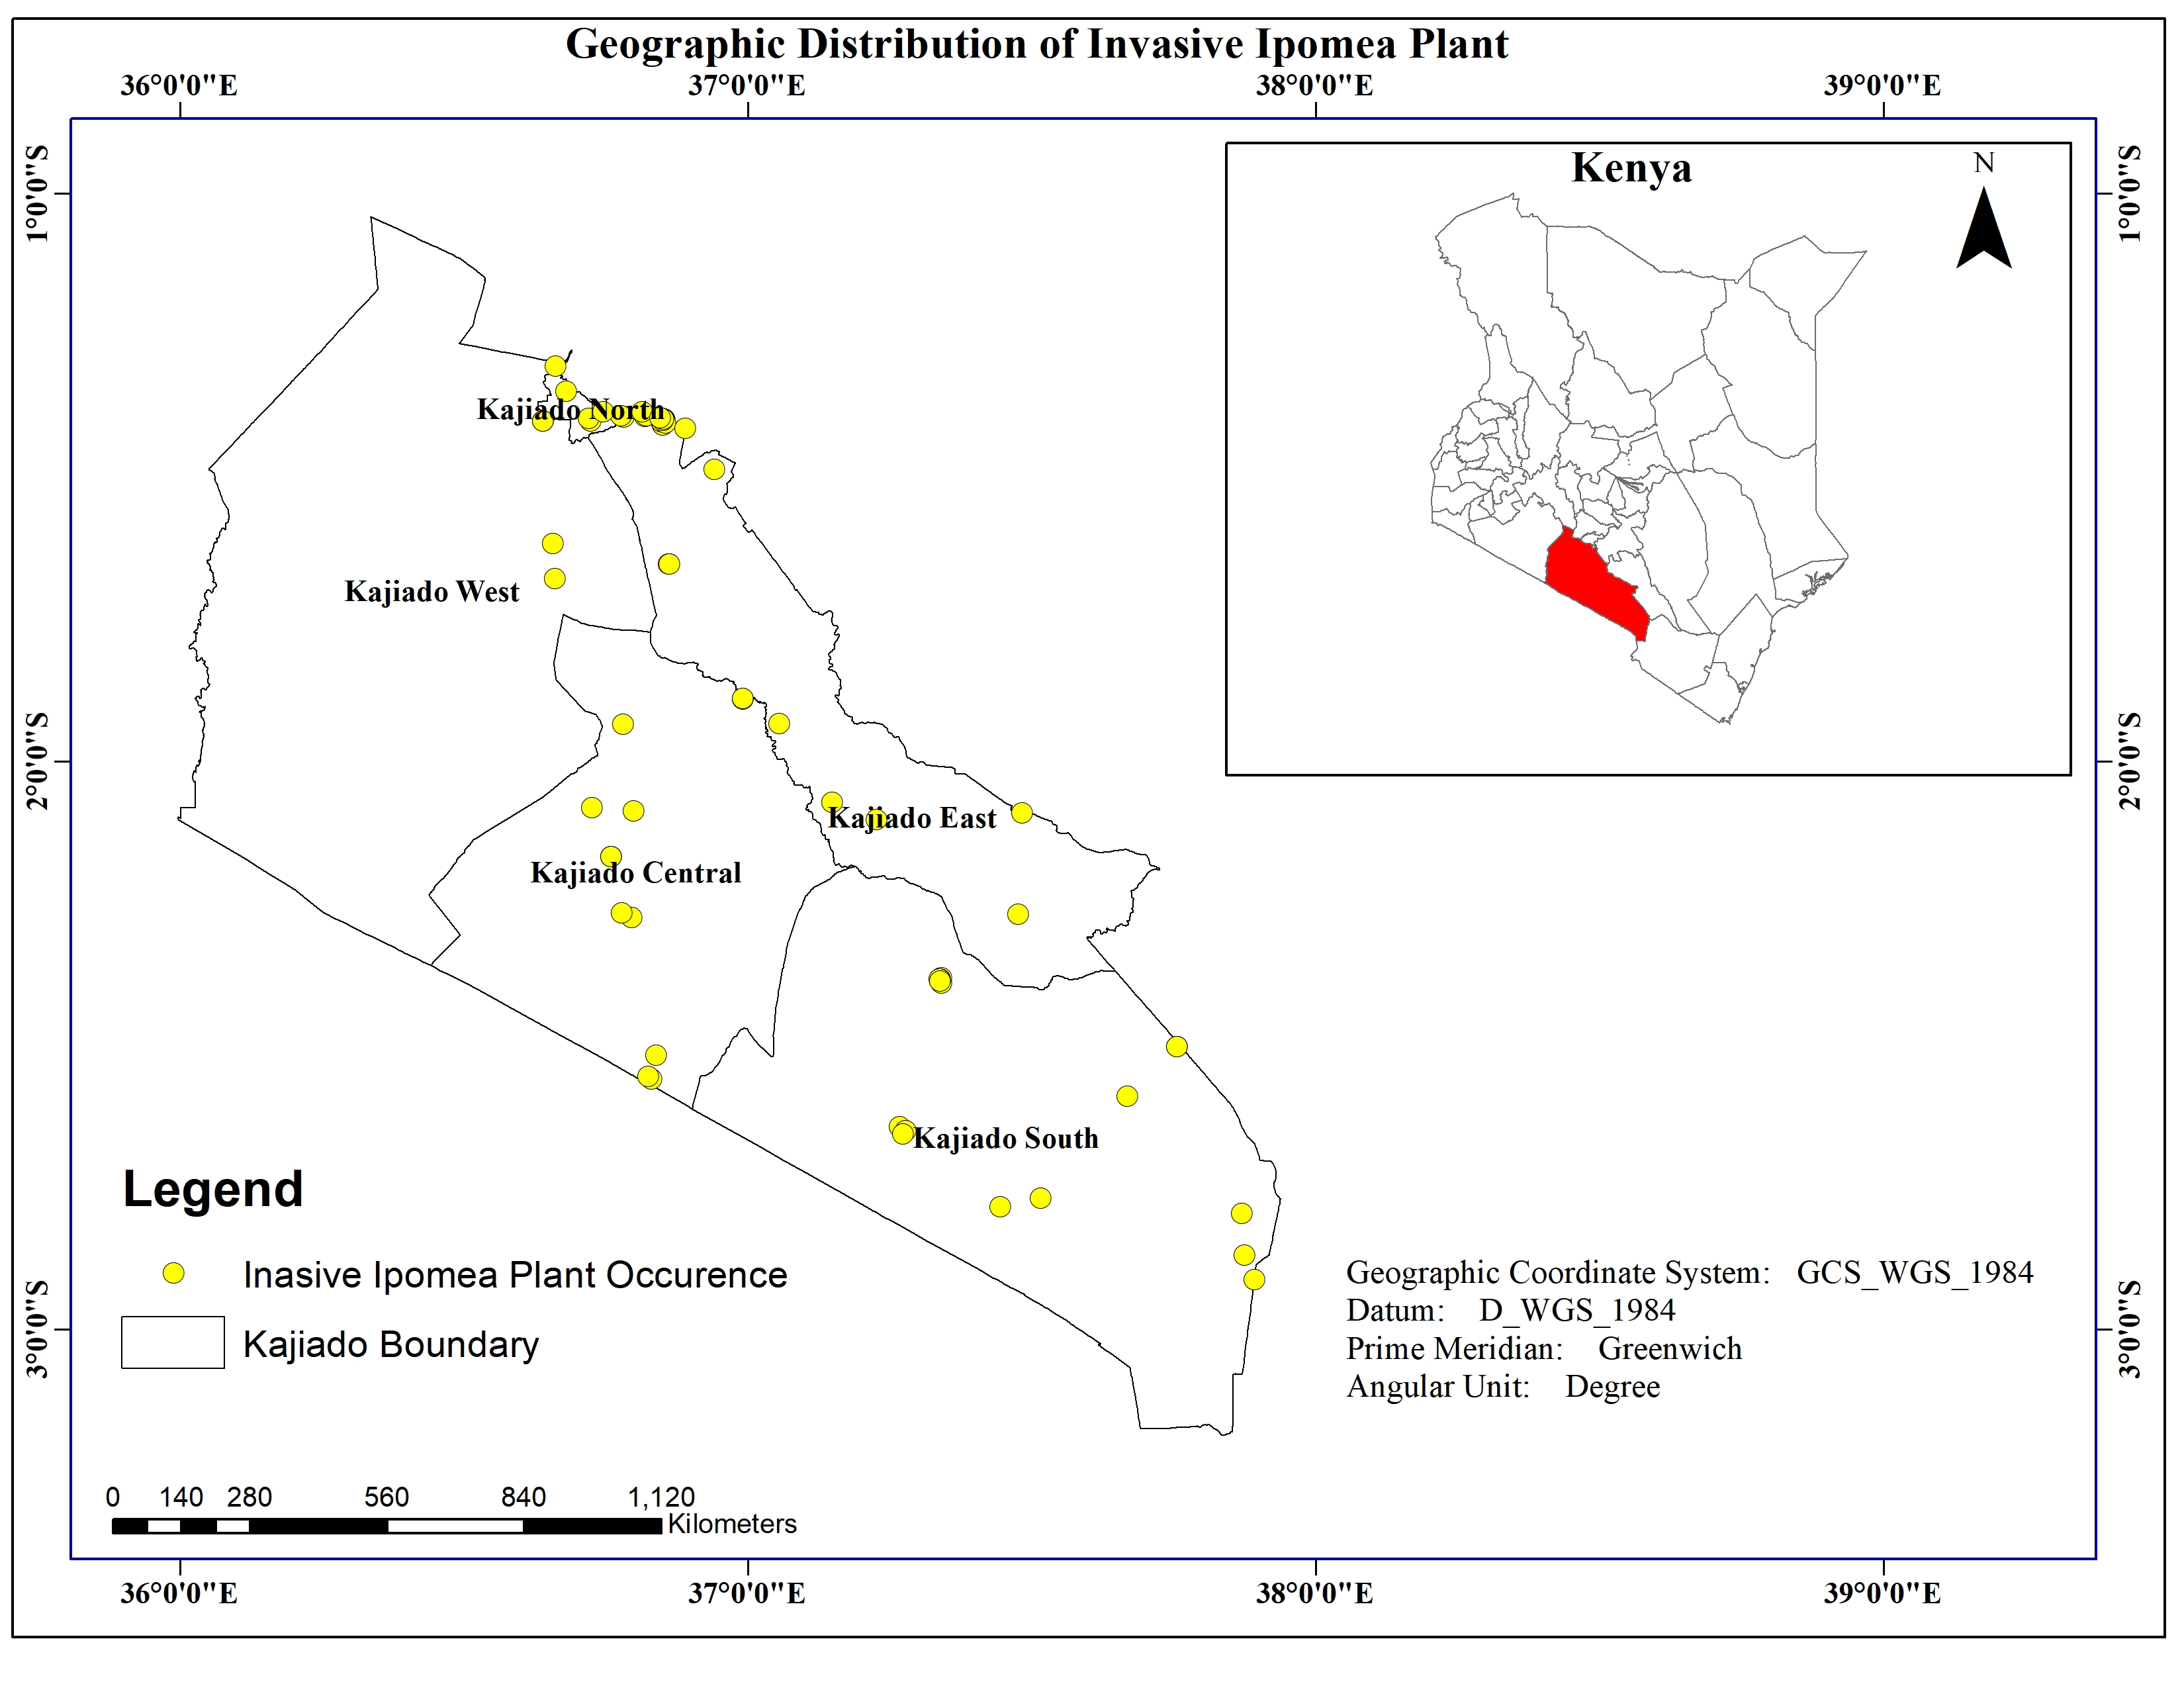 Geographic Distribution of Invasive Ipomea Plant
36°0'0"E 37°0'0"E 38°0'0"E 39°0'0"E
1°0'0"S 1°0'0"S
Kenya
N
Kajiado North
Kajiado West
2°0'0"S 2°0'0"S
Kajiado East
Kajiado Central
Kajiado South
Legend
Inasive Ipomea Plant Occurence
Kajiado Boundary
3°0'0"S 3°0'0"S
Geographic Coordinate System: GCS_WGS_1984
Datum: D_WGS_1984
Prime Meridian: Greenwich
Angular Unit: Degree
0 140 280 560 840 1,120
Kilometers
36°0'0"E 37°0'0"E 38°0'0"E 39°0'0"E